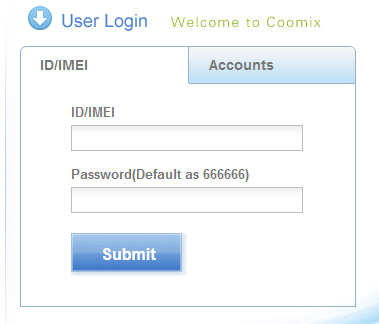 User Login Welcome to Coomix
ID/IMEI Accounts
ID/IMEI
Password(Default as 666666)
Submit